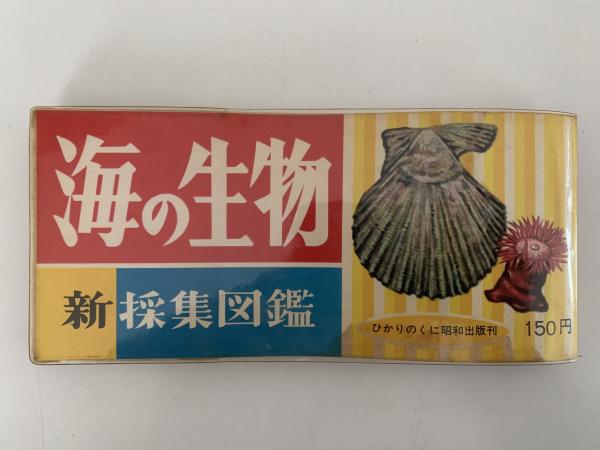 海の生物
新採集図鑑
ひかりのくに昭和出版刊
150円